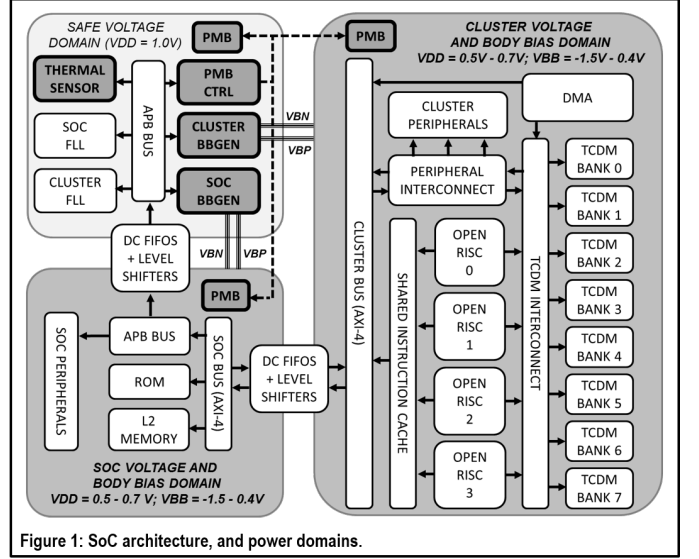 SAFE VOLTAGE
DOMAIN (VDD = 1.0V)
PMB
THERMAL
SENSOR
APB BUS
PMB
CTRL
SOC
FLL
CLUSTER
BBGEN
CLUSTER
FLL
SOC
BBGEN
VBN
VBP
VBN
VBP
DC FIFOS
+ LEVEL
SHIFTERS
PMB
SOC PERIPHERALS
APB BUS
ROM
L2
MEMORY
SOC BUS (AXI-4)
SOC VOLTAGE AND
BODY BIAS DOMAIN
VDD = 0.5 - 0.7 V; VBB = -1.5 - 0.4V
DC FIFOS
+ LEVEL
SHIFTERS
PMB
CLUSTER VOLTAGE
AND BODY BIAS DOMAIN
VDD = 0.5V - 0.7V; VBB = -1.5V - 0.4V
CLUSTER BUS (AXI-4)
CLUSTER
PERIPHERALS
DMA
PERIPHERAL
INTERCONNECT
SHARED INSTRUCTION CACHE
OPEN
RISC
0
OPEN
RISC
1
OPEN
RISC
2
OPEN
RISC
3
TCDM INTERCONNECT
TCDM
BANK 0
TCDM
BANK 1
TCDM
BANK 2
TCDM
BANK 3
TCDM
BANK 4
TCDM
BANK 5
TCDM
BANK 6
TCDM
BANK 7
Figure 1: SoC architecture, and power domains.